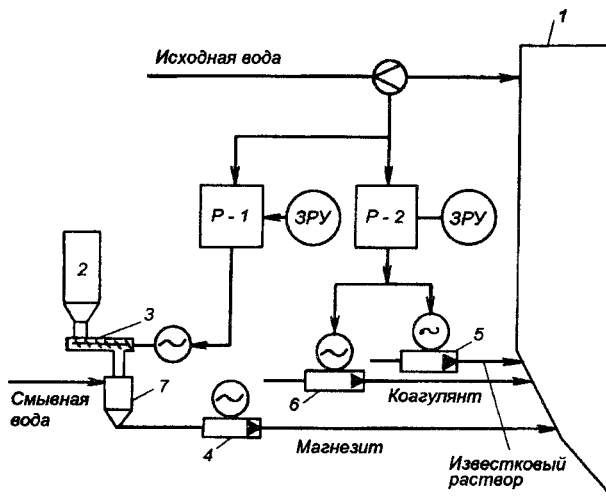 1
Исходная вода
Р - 1
ЗРУ
Р - 2
ЗРУ
2
3
5
Смывная
вода
7
6
Коагулянт
4
Магнезит
Известковый
раствор